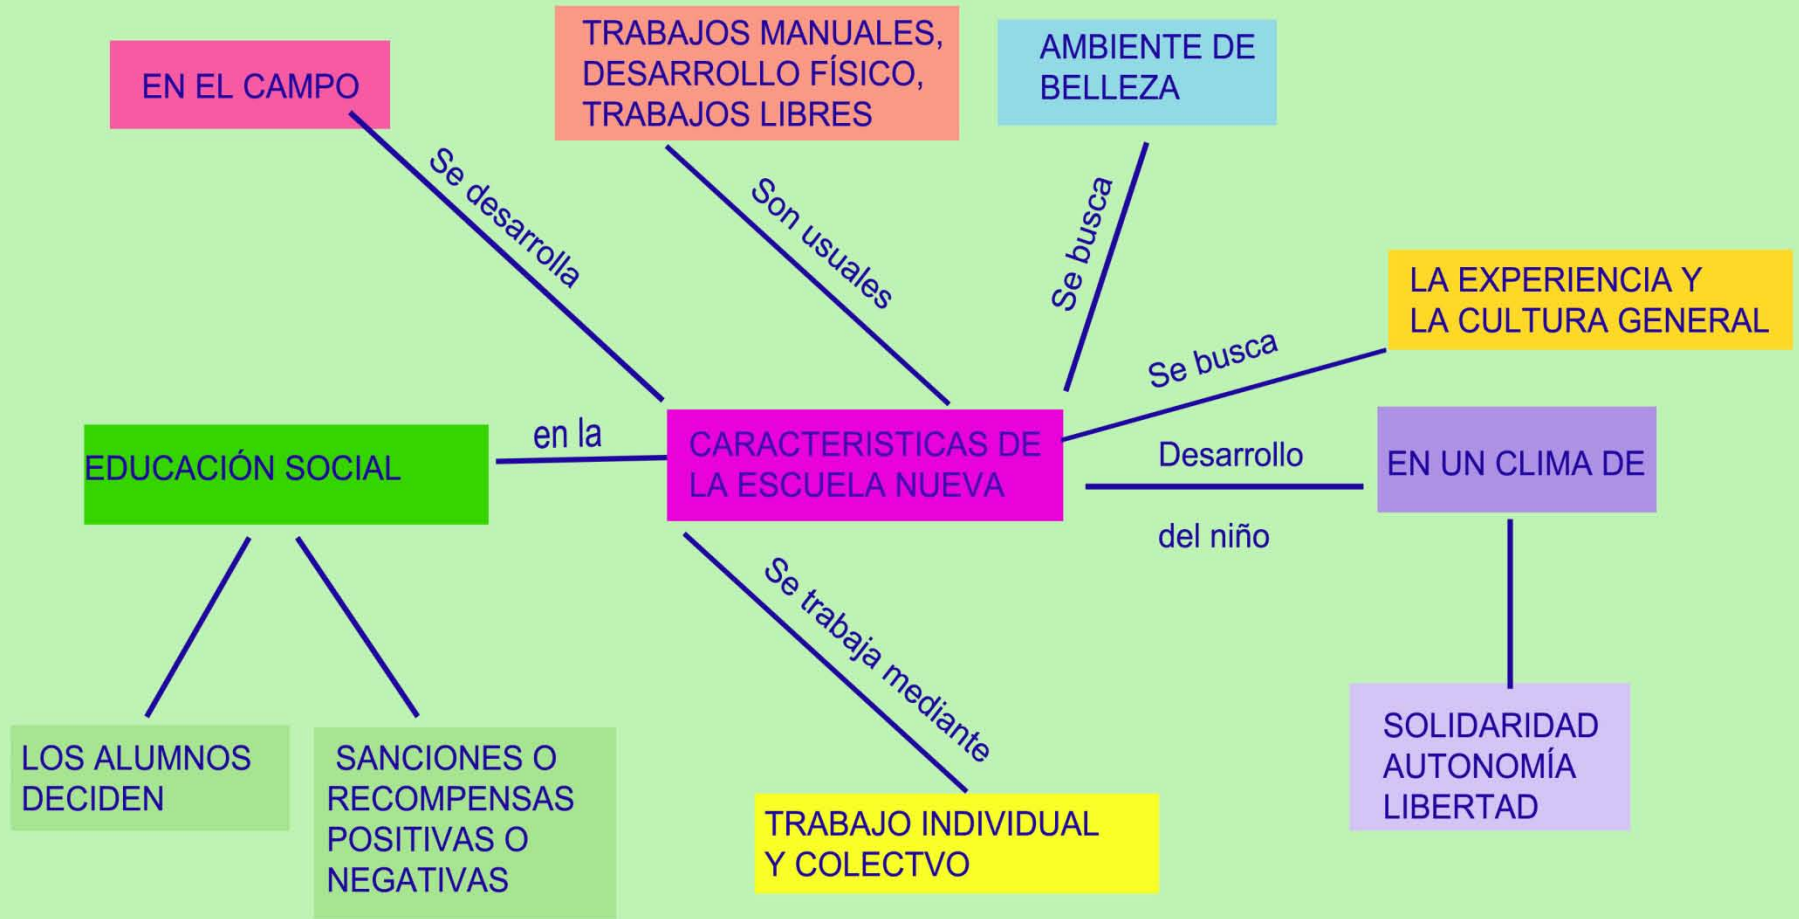 EN EL CAMPO
TRABAJOS MANUALES,
DESARROLLO FÍSICO,
TRABAJOS LIBRES
AMBIENTE DE
BELLEZA
Se desarrolla
Son usuales
Se busca
LA EXPERIENCIA Y
LA CULTURA GENERAL
Se busca
EDUCACIÓN SOCIAL
en la
CARACTERISTICAS DE
LA ESCUELA NUEVA
Desarrollo
del niño
EN UN CLIMA DE
Se trabaja mediante
LOS ALUMNOS
DECIDEN
SANCIONES O
RECOMPENSAS
POSITIVAS O
NEGATIVAS
TRABAJO INDIVIDUAL
Y COLECTVO
SOLIDARIDAD
AUTONOMÍA
LIBERTAD